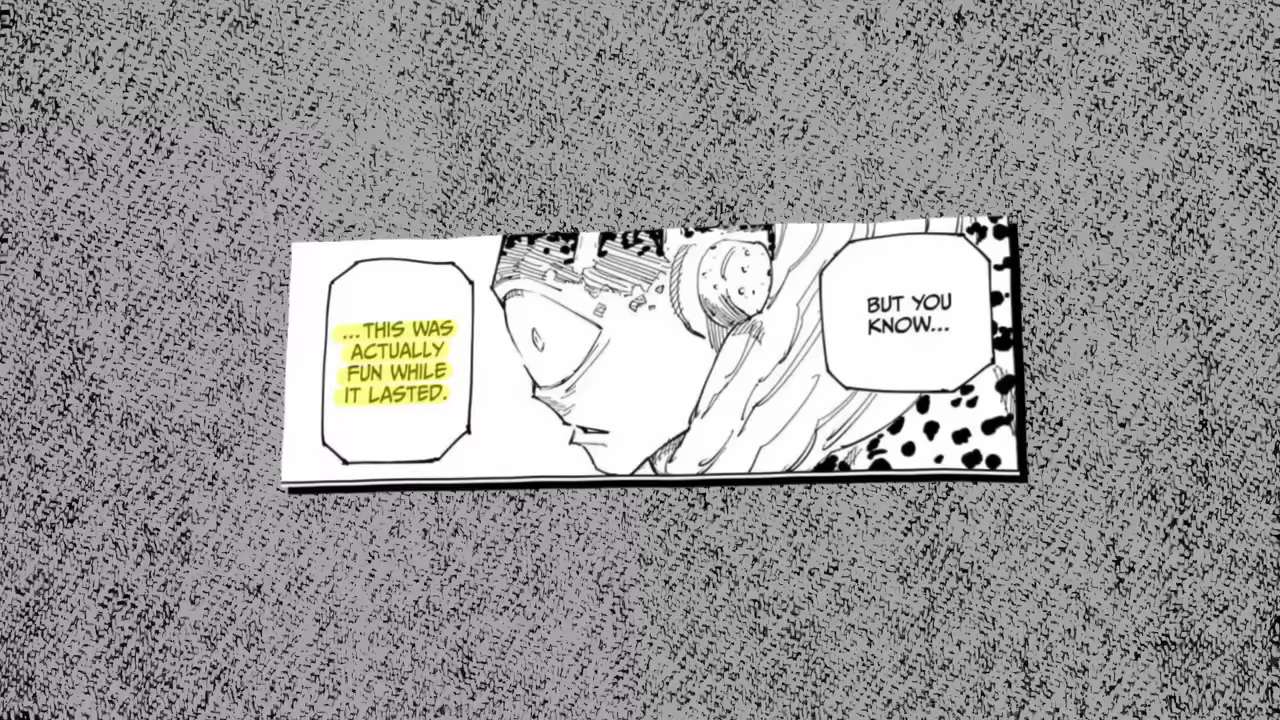 BUT YOU
KNOW...
...THIS WAS
ACTUALLY
FUN WHILE
IT LASTED.